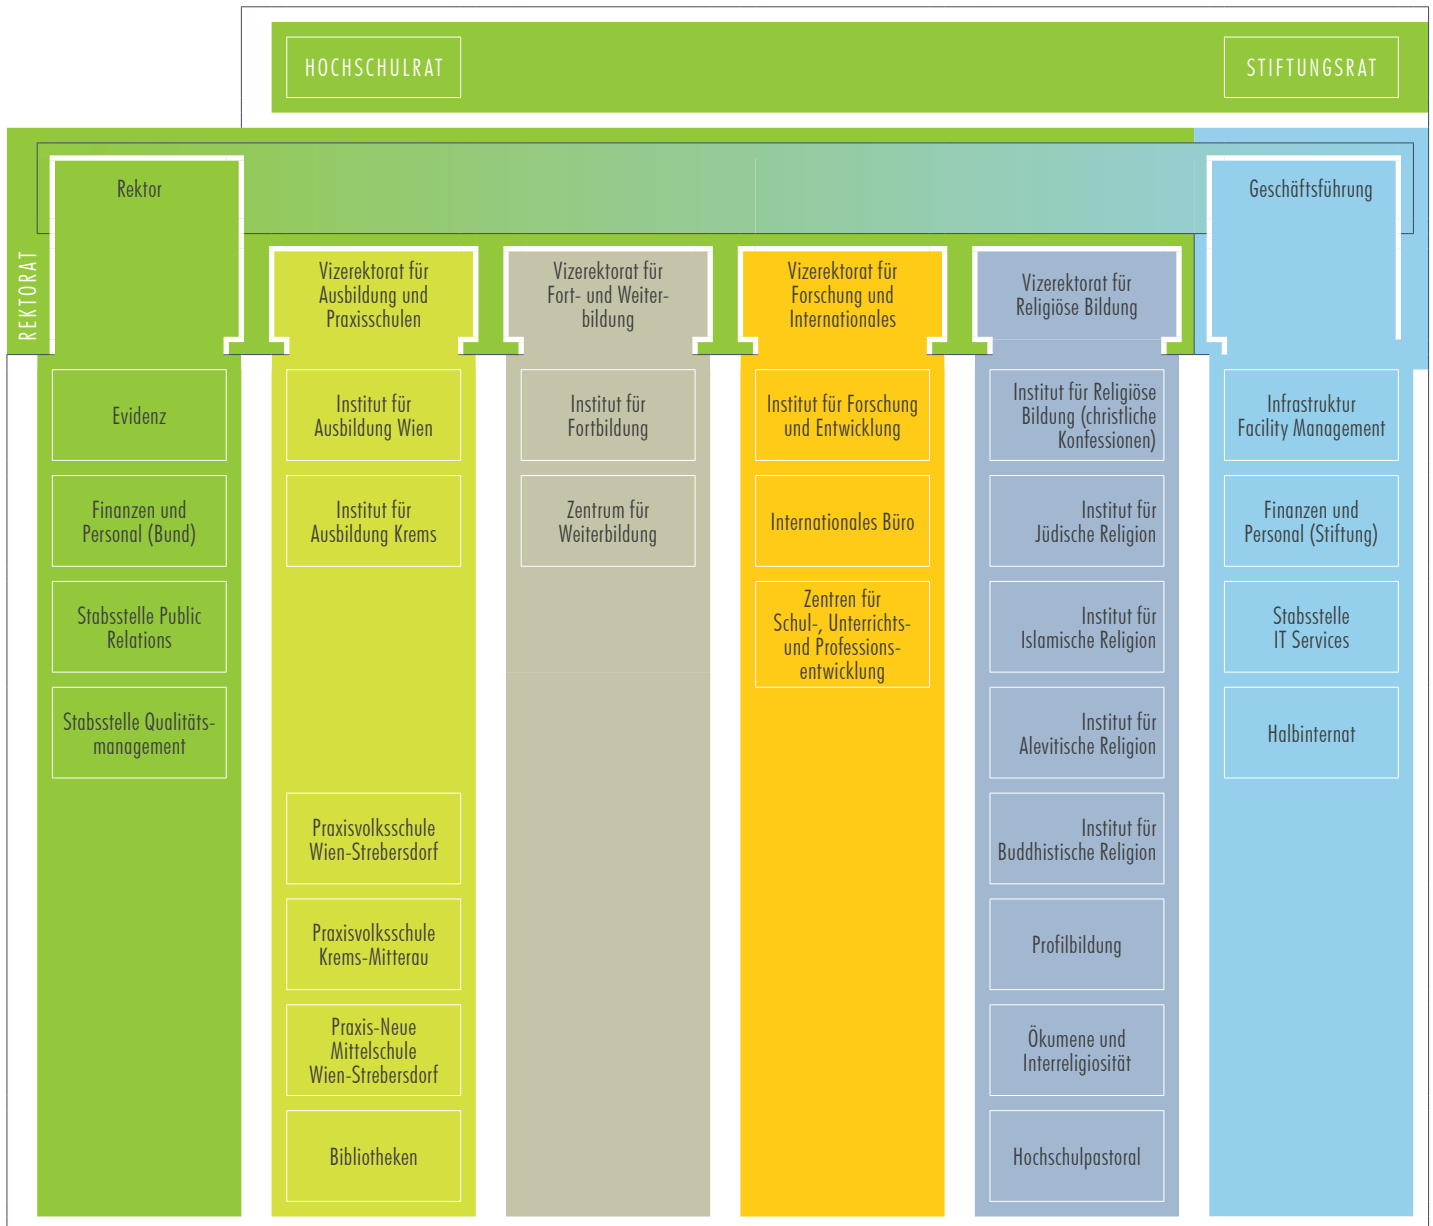 HOCHSCHULRAT
STIFTUNGSRAT
REKTORAT
Rektor
Geschäftsführung
Vizerektorat für
Ausbildung und
Praxisschulen
Vizerektorat für
Fort- und Weiter-
bildung
Vizerektorat für
Forschung und
Internationales
Vizerektorat für
Religiöse Bildung
Evidenz
Finanzen und
Personal (Bund)
Stabsstelle Public
Relations
Stabsstelle Qualitäts-
management
Institut für
Ausbildung Wien
Institut für
Ausbildung Krems
Praxisvolksschule
Wien-Strebersdorf
Praxisvolksschule
Krems-Mitterau
Praxis-Neue
Mittelschule
Wien-Strebersdorf
Bibliotheken
Institut für
Fortbildung
Zentrum für
Weiterbildung
Institut für Forschung
und Entwicklung
Internationales Büro
Zentren für
Schul-, Unterrichts-
und Professions-
entwicklung
Institut für Religiöse
Bildung (christliche
Konfessionen)
Institut für
Jüdische Religion
Institut für
Islamische Religion
Institut für
Alevitische Religion
Institut für
Buddhistische Religion
Profilbildung
Ökumene und
Interreligiosität
Hochschulpastoral
Infrastruktur
Facility Management
Finanzen und
Personal (Stiftung)
Stabsstelle
IT Services
Halbinternat